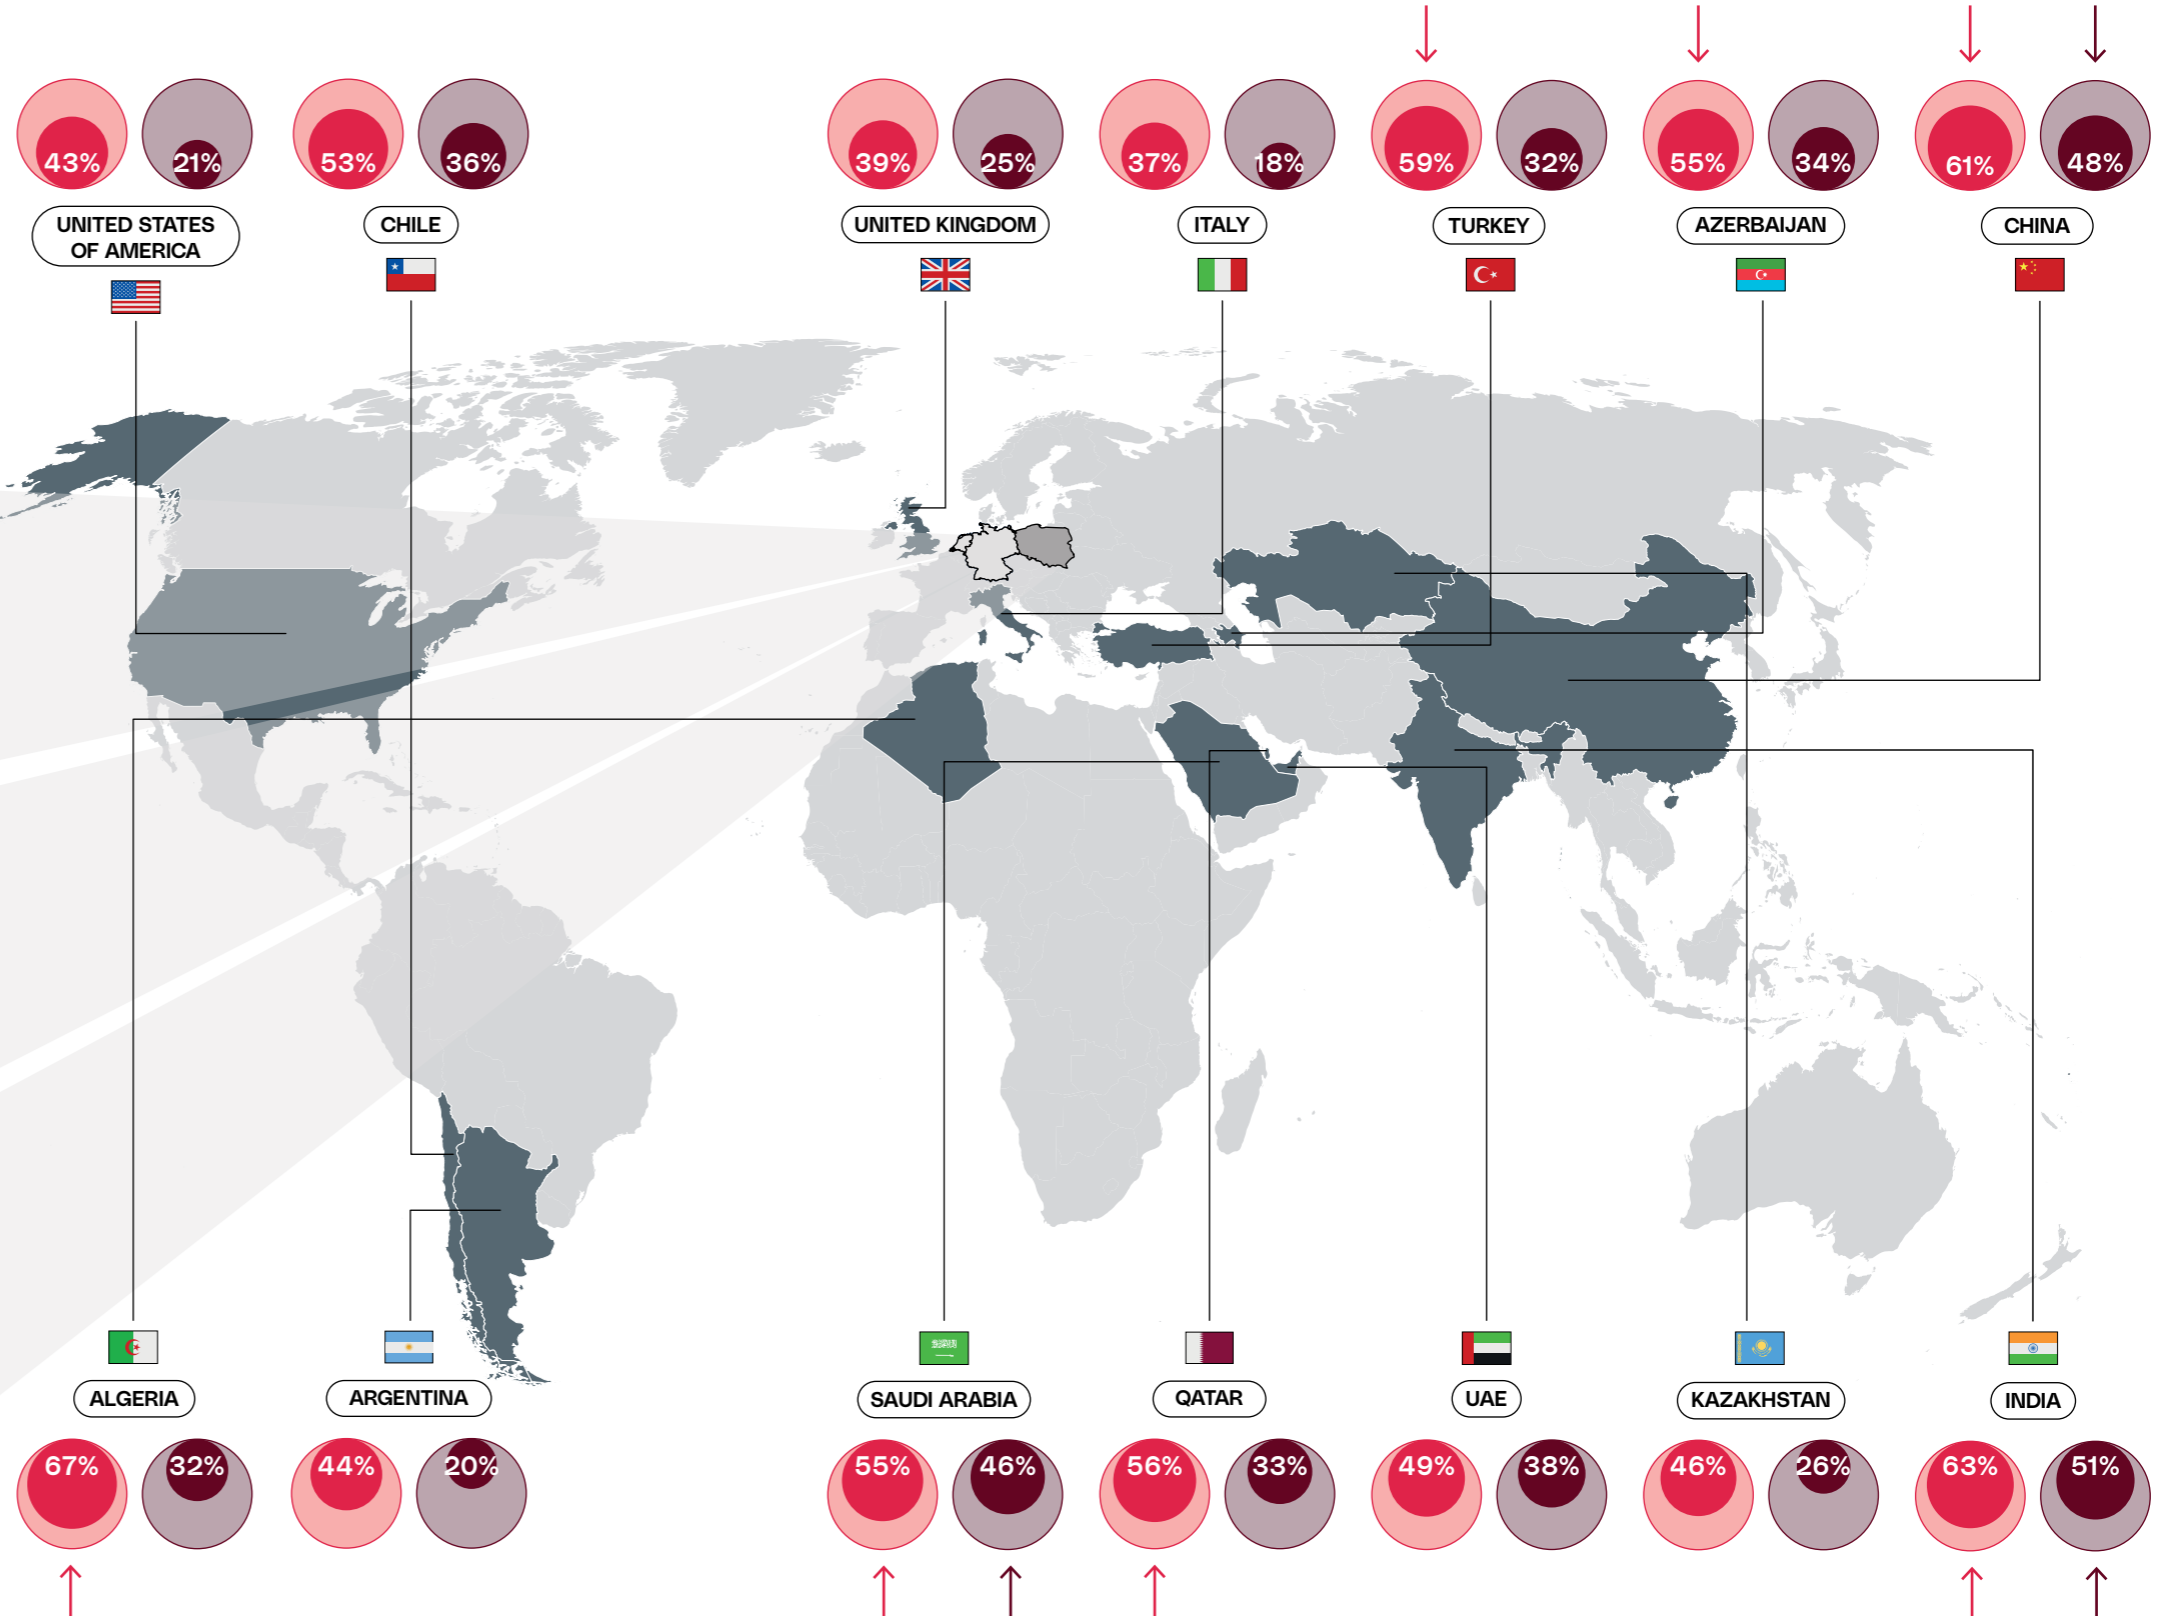 43% 21% 53% 36% 39% 25% 37% 18% 59% 32% 55% 34% 61% 48%
UNITED STATES
OF AMERICA
CHILE
UNITED KINGDOM
ITALY
TURKEY
AZERBAIJAN
CHINA
ALGERIA
ARGENTINA
SAUDI ARABIA
QATAR
UAE
KAZAKHSTAN
INDIA
67% 32% 44% 20% 55% 46% 56% 33% 49% 38% 46% 26% 63% 51%